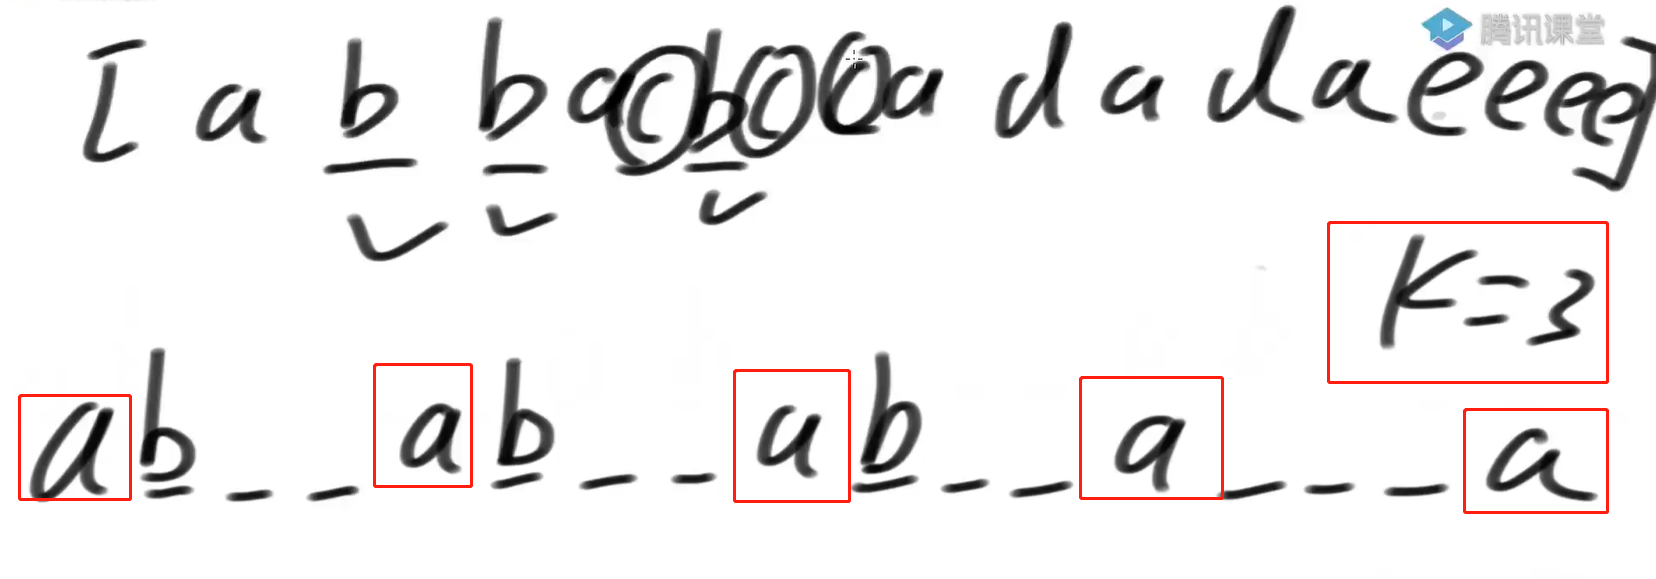 腾讯课堂
[ a b b a c b c c a d a d a e e e e ]
K=3
a b _ _ a b _ _ a b _ _ a _ _ _ a